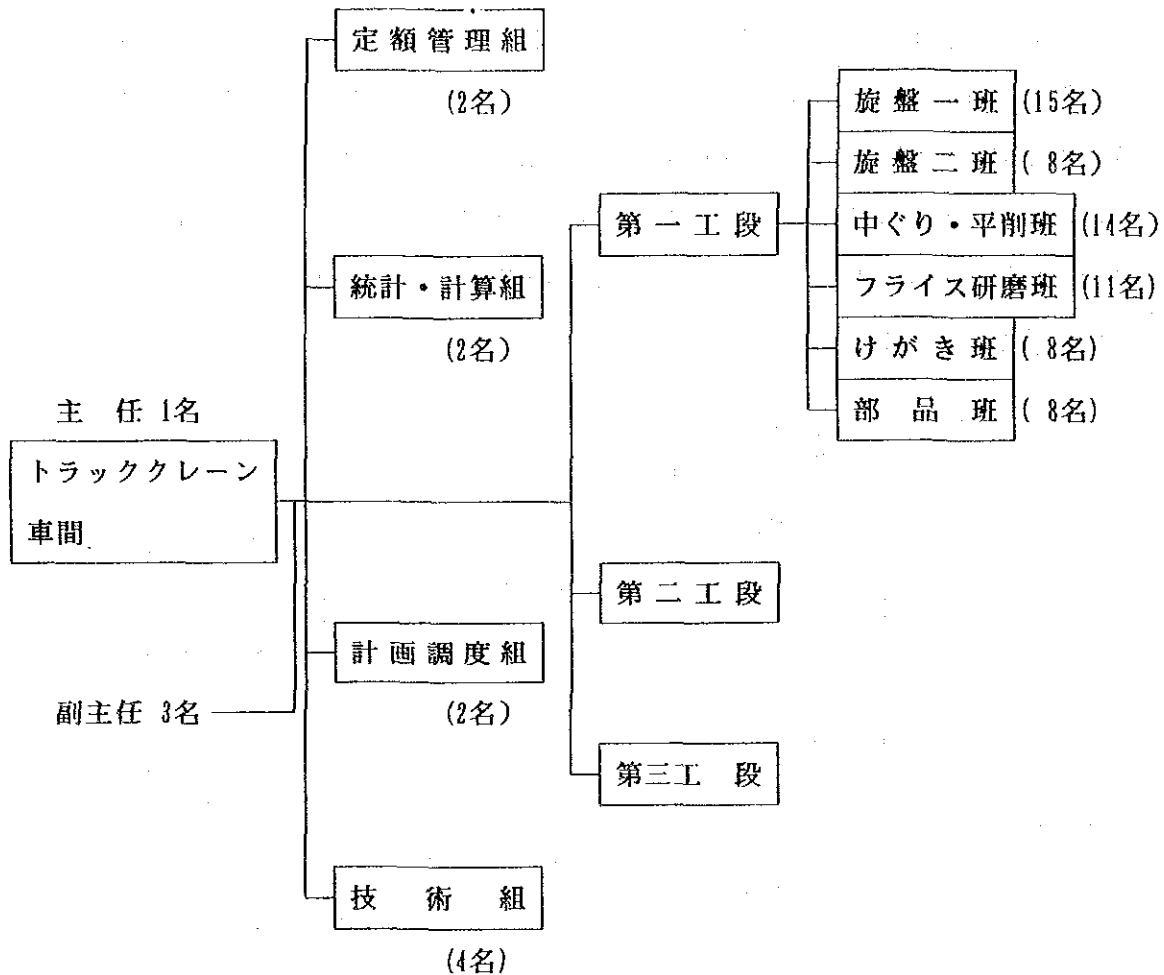 定額管理組
(2名)
統計・計算組
(2名)
主 任 1名
トラッククレーン
車間
計画調度組
(2名)
副主任 3名
技 術 組
(4名)
第一工段
第二工段
第三工 段
旋盤一班 (15名)
旋盤二班 ( 8名)
中ぐり・平削班 (14名)
フライス研磨班 (11名)
けがき班 ( 8名)
部 品 班 ( 8名)